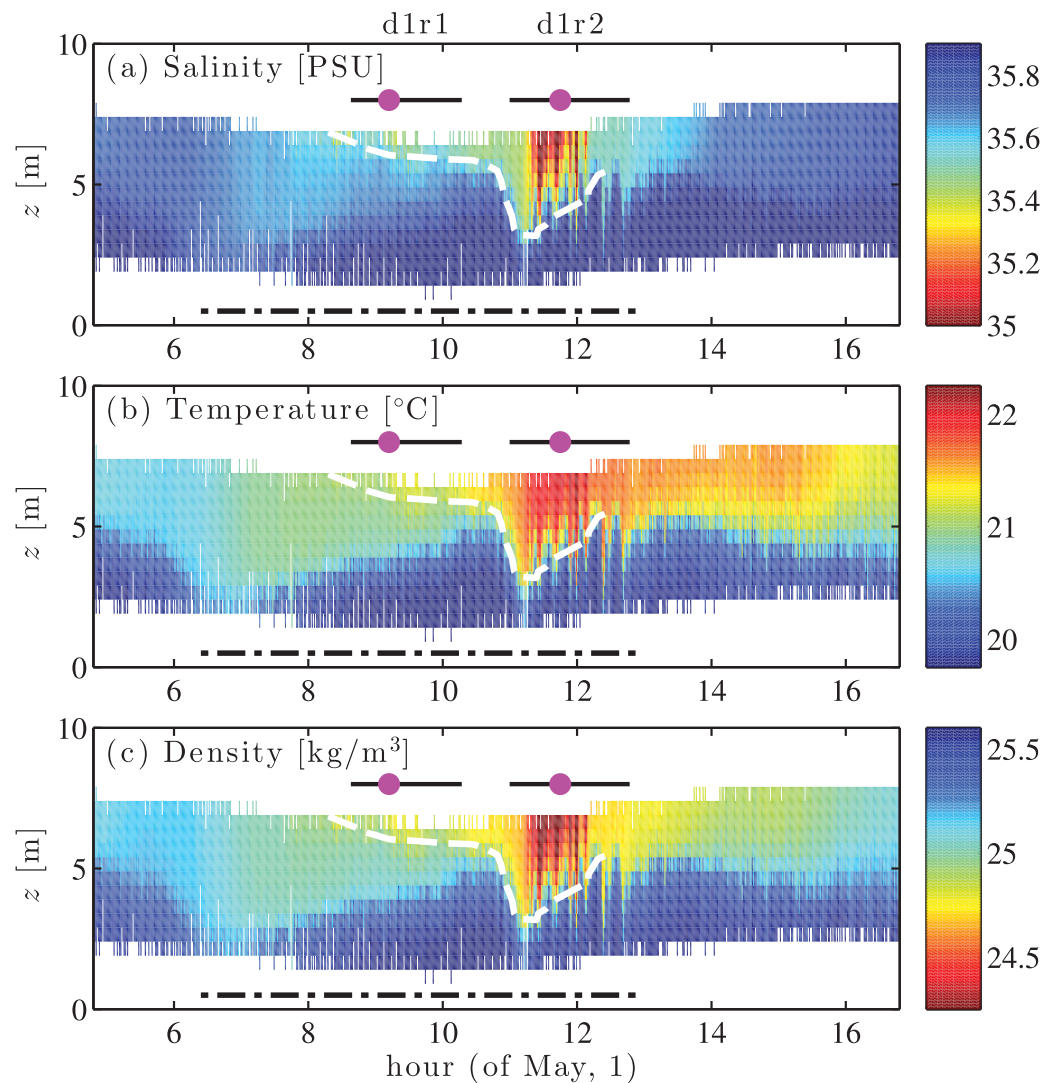 d1r1 d1r2
(a) Salinity [PSU]
10
5
0
z [m]
6 8 10 12 14 16
35.8
35.6
35.4
35.2
35
(b) Temperature [°C]
10
5
0
z [m]
6 8 10 12 14 16
22
21
20
(c) Density [kg/m³]
10
5
0
z [m]
6 8 10 12 14 16
hour (of May, 1)
25.5
25
24.5